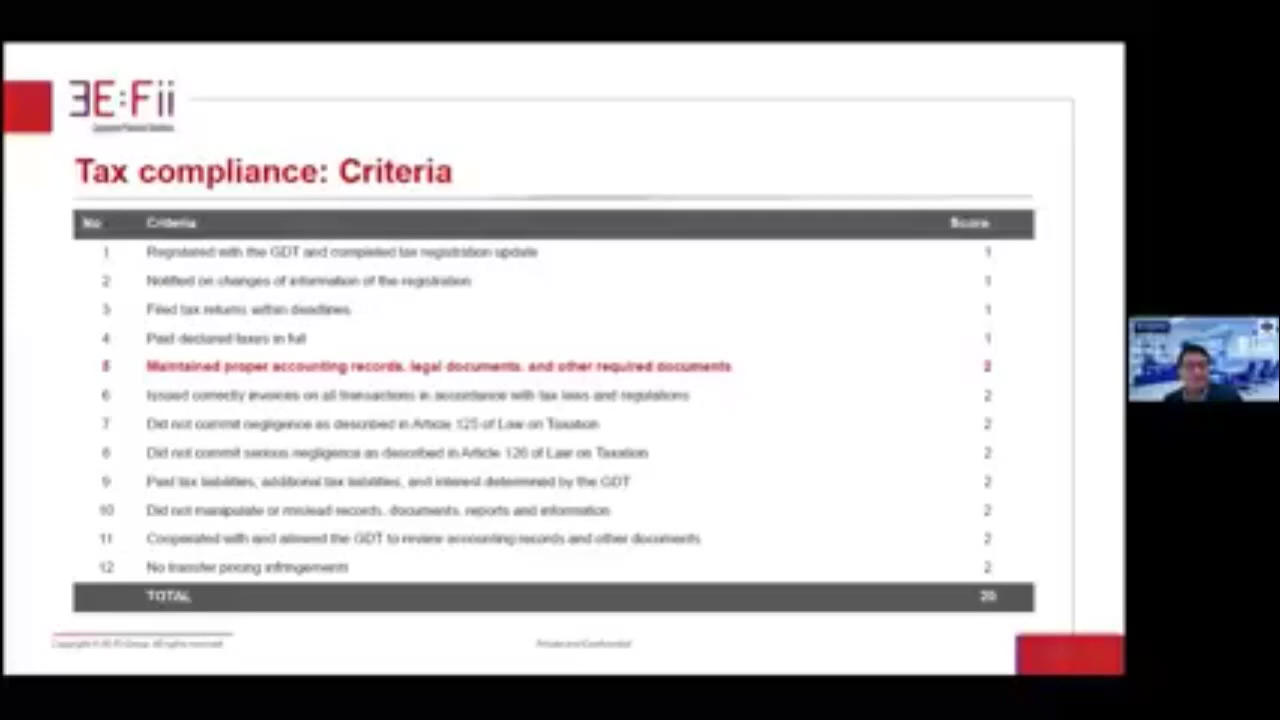 ƎE:Fii
Tax compliance: Criteria
No Criteria Score
1 Registered with the GDT and completed tax registration update 1
2 Notified on changes of information of the registration 1
3 Filed tax returns within deadlines 1
4 Paid declared taxes in full 1
5 Maintained proper accounting records, legal documents, and other required documents 2
6 Issued correctly invoices on all transactions in accordance with tax laws and regulations 2
7 Did not commit negligence as described in Article 125 of Law on Taxation 2
8 Did not commit serious negligence as described in Article 126 of Law on Taxation 2
9 Paid tax liabilities, additional tax liabilities, and interest determined by the GDT 2
10 Did not manipulate or mislead records, documents, reports and information 2
11 Cooperated with and allowed the GDT to review accounting records and other documents 2
12 No transfer pricing infringements 2
TOTAL 20
Private and Confidential